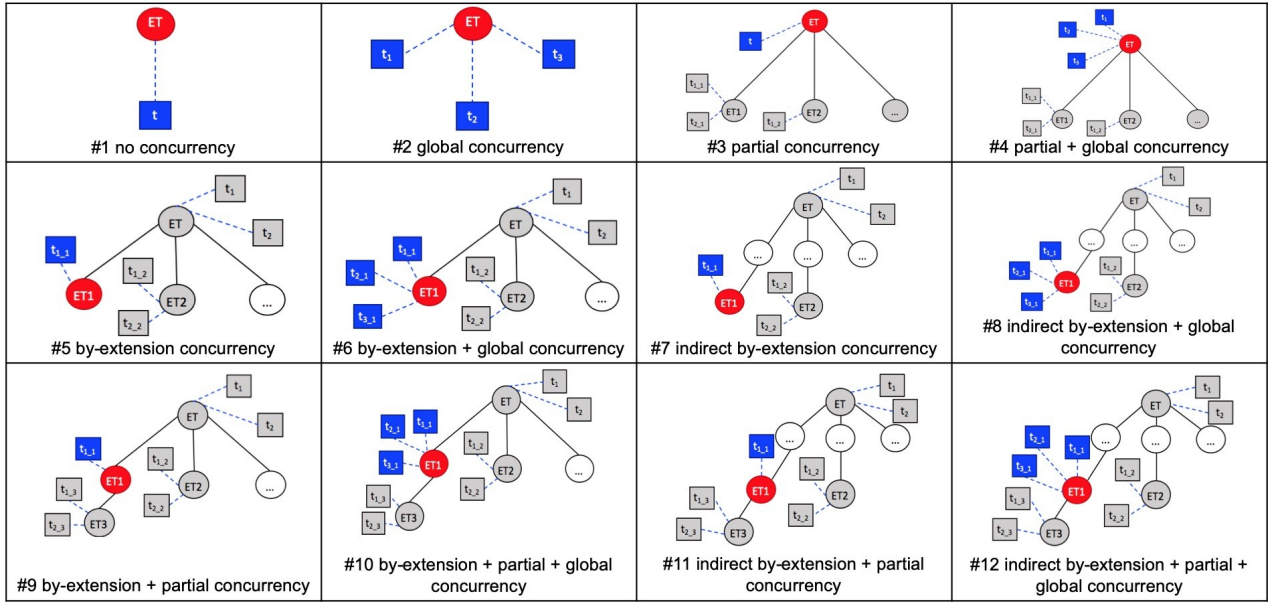 ET
t
#1 no concurrency
ET
t₁
t₃
t₂
#2 global concurrency
ET
t
t₁_₁
t₂_₁
ET1
t₁_₂
ET2
...
#3 partial concurrency
t₁
t₂
ET
t₁_₁
t₂_₁
ET1
t₁_₂
ET2
...
#4 partial + global concurrency
t₁
ET
t₂
t₁_₁
t₁_₂
ET1
ET2
...
t₂_₂
#5 by-extension concurrency
t₁
ET
t₂
t₁_₁
t₂_₁
t₁_₂
ET1
ET2
...
t₃_₁
t₂_₂
#6 by-extension + global concurrency
t₁
ET
t₂
...
...
...
t₁_₁
t₁_₂
ET1
ET2
t₂_₂
#7 indirect by-extension concurrency
t₁
ET
t₂
...
...
...
t₁_₁
t₂_₁
t₁_₂
ET1
ET2
t₃_₁
t₂_₂
#8 indirect by-extension + global
concurrency
t₁
ET
t₂
t₁_₁
t₁_₂
ET1
ET2
...
t₁_₃
t₂_₂
t₂_₃
ET3
#9 by-extension + partial concurrency
t₁
ET
t₂
t₂_₁
t₁_₁
t₃_₁
ET1
t₁_₂
ET2
...
t₂_₂
t₁_₃
t₂_₃
ET3
#10 by-extension + partial + global
concurrency
t₁
ET
t₂
...
...
...
t₁_₁
t₁_₂
ET1
ET2
t₁_₃
t₂_₂
t₂_₃
ET3
#11 indirect by-extension + partial
concurrency
t₁
ET
t₂
...
...
...
t₂_₁
t₁_₁
t₃_₁
t₁_₂
ET1
ET2
t₁_₃
t₂_₂
t₂_₃
ET3
#12 indirect by-extension + partial +
global concurrency